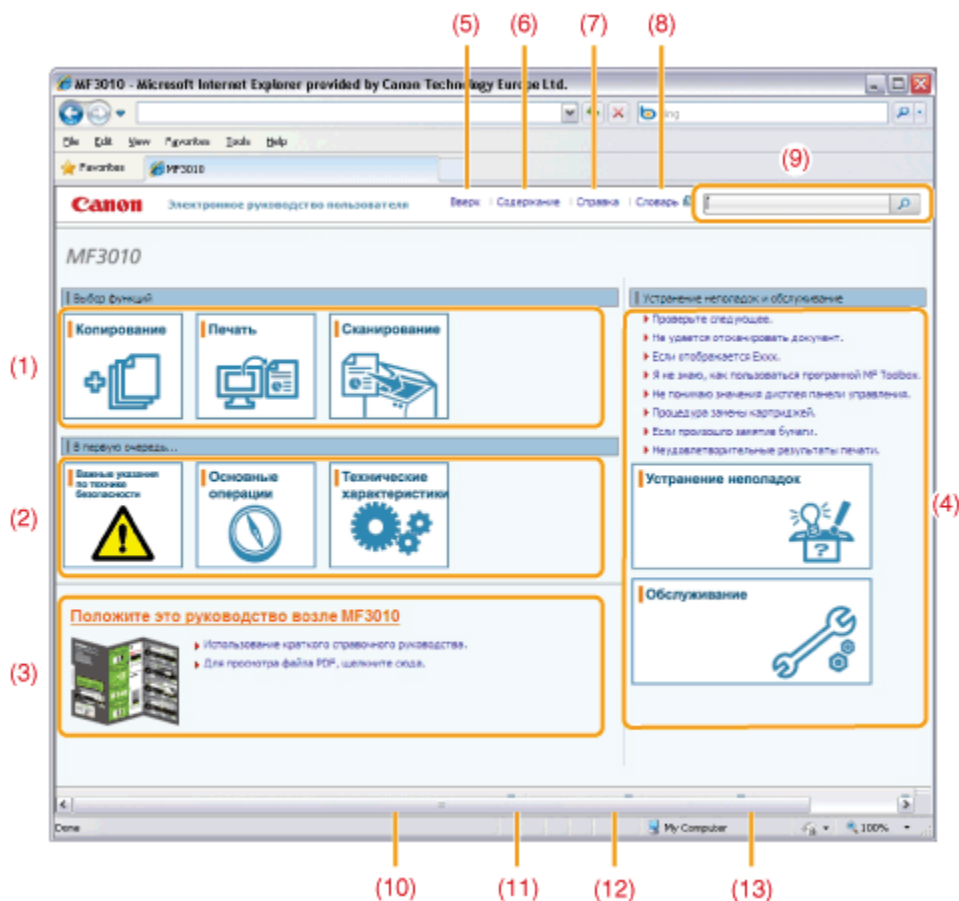 (5) (6) (7) (8)
MF3010 - Microsoft Internet Explorer provided by Canon Technology Europe Ltd.
Bing
File Edit View Favorites Tools Help
Favorites MF3010
(9)
Canon Электронное руководство пользователя Вверх Содержание Справка Словарь
MF3010
Выбор функций
Устранение неполадок и обслуживание
(1)
Копирование
Печать
Сканирование
Проверьте следующее.
Не удается отсканировать документ.
Если отображается Exxx.
Я не знаю, как пользоваться программой MF Toolbox.
Не понимаю значения дисплея панели управления.
Процедура замены картриджей.
Если произошло замятие бумаги.
Неудовлетворительные результаты печати.
В первую очередь...
(2)
Важные указания
по технике
безопасности
Основные
операции
Технические
характеристики
(4)
Устранение неполадок
?
Обслуживание
(3)
Положите это руководство возле MF3010
Использование краткого справочного руководства.
Для просмотра файла PDF, щелкните сюда.
Done My Computer 100%
(10) (11) (12) (13)